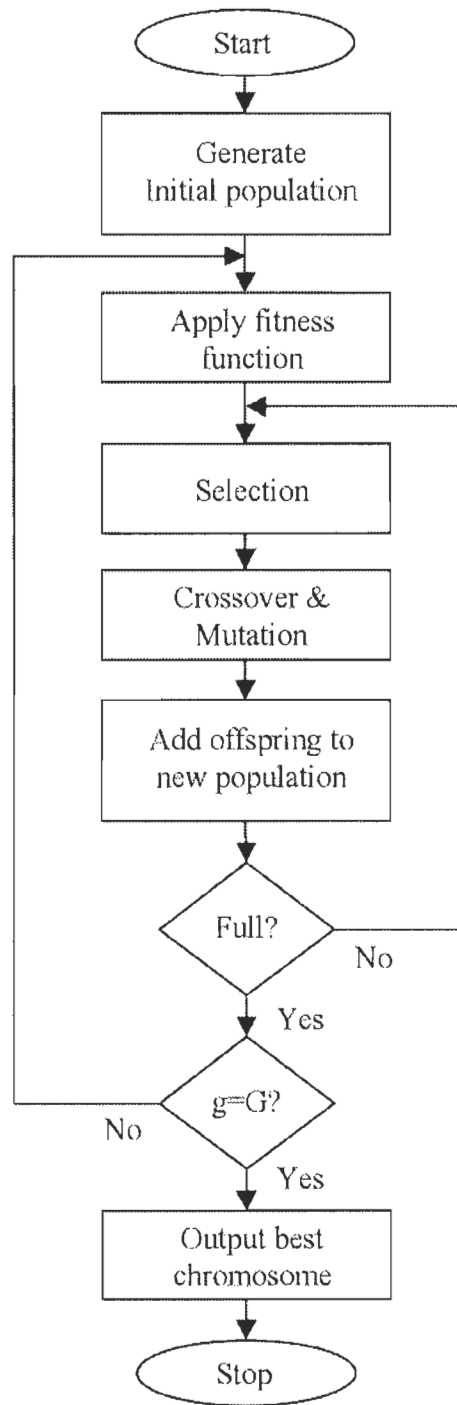 Start
Generate
Initial population
Apply fitness
function
Selection
Crossover &
Mutation
Add offspring to
new population
Full?
No
Yes
g=G?
No
Yes
Output best
chromosome
Stop